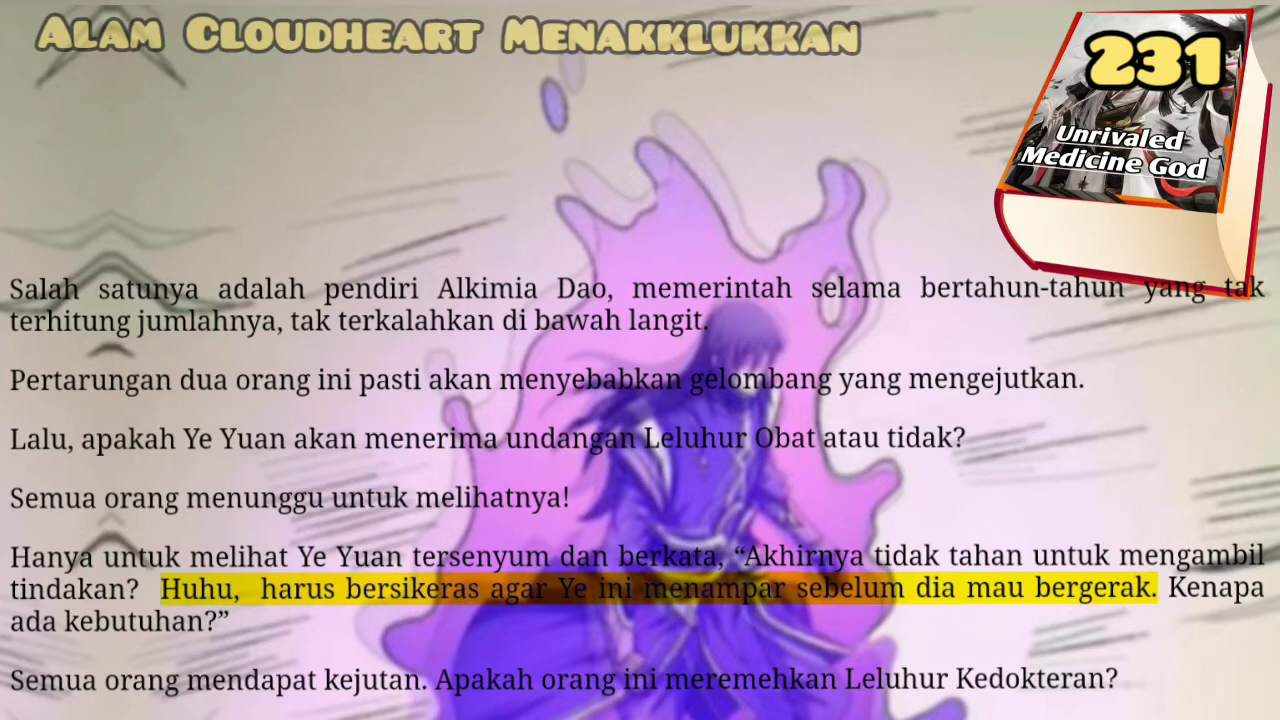 Alam Cloudheart Menakklukkan
231
Unrivaled
Medicine God
Salah satunya adalah pendiri Alkimia Dao, memerintah selama bertahun-tahun yang tak
terhitung jumlahnya, tak terkalahkan di bawah langit.
Pertarungan dua orang ini pasti akan menyebabkan gelombang yang mengejutkan.
Lalu, apakah Ye Yuan akan menerima undangan Leluhur Obat atau tidak?
Semua orang menunggu untuk melihatnya!
Hanya untuk melihat Ye Yuan tersenyum dan berkata, “Akhirnya tidak tahan untuk mengambil
tindakan? Huhu, harus bersikeras agar Ye ini menampar sebelum dia mau bergerak. Kenapa
ada kebutuhan?”
Semua orang mendapat kejutan. Apakah orang ini meremehkan Leluhur Kedokteran?